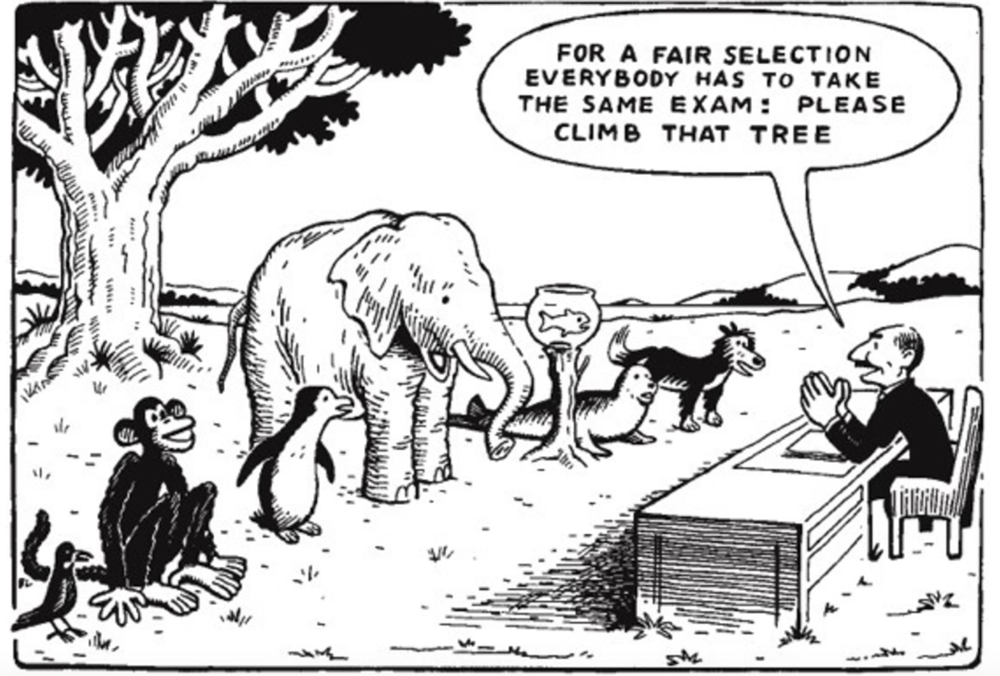 FOR A FAIR SELECTION
EVERYBODY HAS TO TAKE
THE SAME EXAM: PLEASE
CLIMB THAT TREE